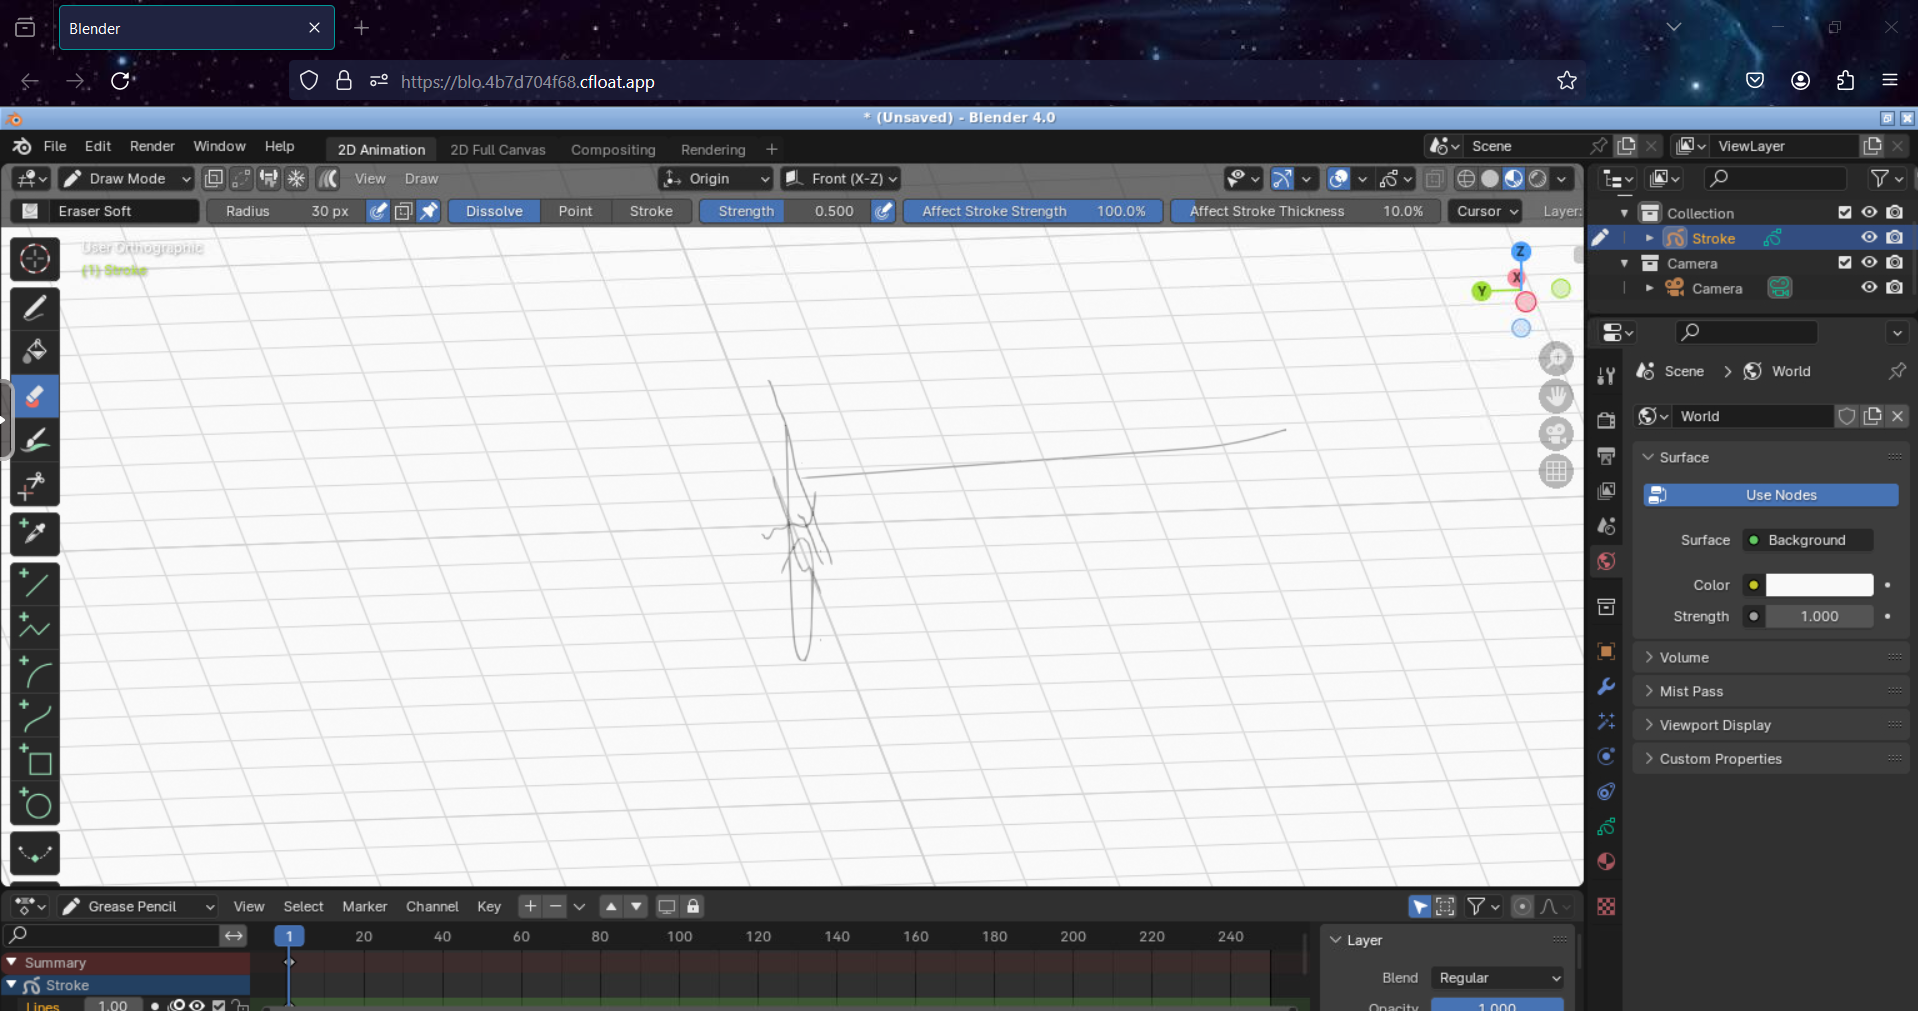 Blender
https://blo.4b7d704f68.cfloat.app
* (Unsaved) - Blender 4.0
File Edit Render Window Help 2D Animation 2D Full Canvas Compositing Rendering + Scene ViewLayer
Draw Mode View Draw Origin Front (X-Z)
Eraser Soft Radius 30 px Dissolve Point Stroke Strength 0.500 Affect Stroke Strength 100.0% Affect Stroke Thickness 10.0% Cursor Layer:
User Orthographic
(1) Stroke
Z
X
Y
Collection
Stroke
Camera
Camera
Scene > World
World
Surface
Use Nodes
Surface Background
Color
Strength 1.000
Volume
Mist Pass
Viewport Display
Custom Properties
Grease Pencil View Select Marker Channel Key
1 20 40 60 80 100 120 140 160 180 200 220 240
Summary
Stroke
Lines 1.00
Layer
Blend Regular
Opacity 1.000